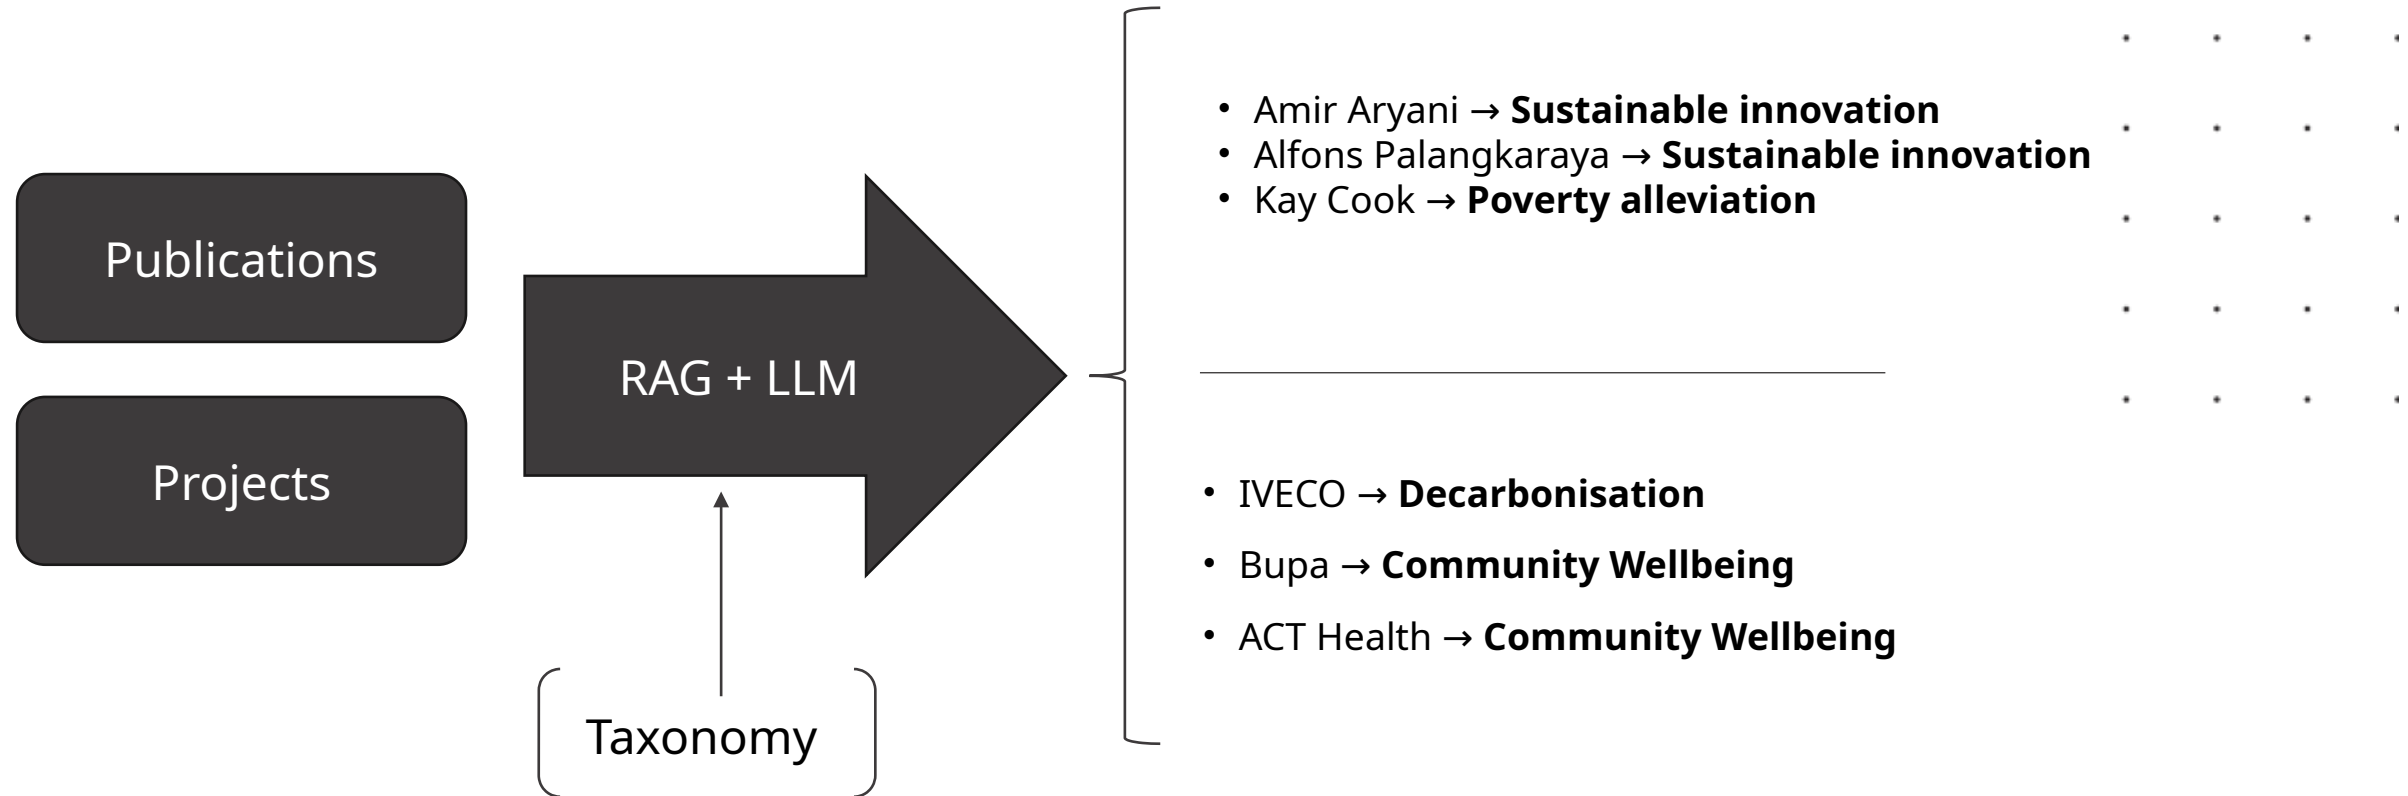 Publications
Projects
RAG + LLM
Taxonomy
• Amir Aryani → Sustainable innovation
• Alfons Palangkaraya → Sustainable innovation
• Kay Cook → Poverty alleviation
• IVECO → Decarbonisation
• Bupa → Community Wellbeing
• ACT Health → Community Wellbeing